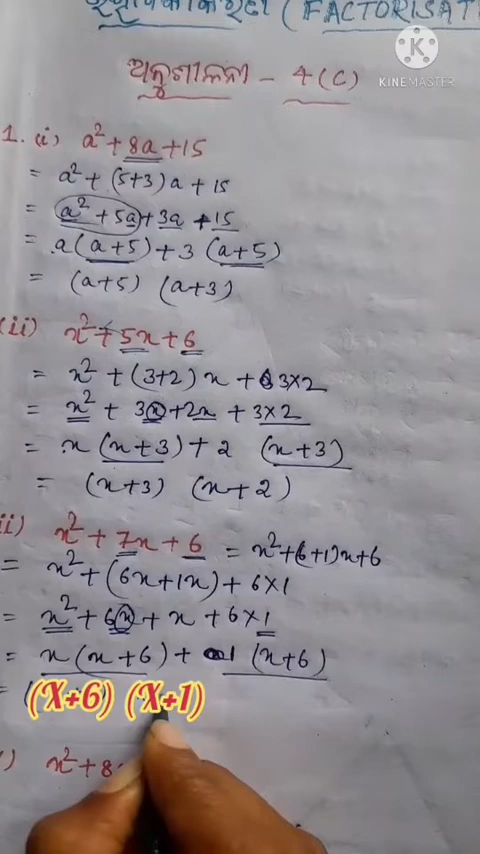 (FACTORISATI
KINEMASTER
ଅନୁଶୀଳନୀ - 4(C)
1. (i) a² + 8a + 15
= a² + (5+3)a + 15
= a² + 5a + 3a + 15
= a(a+5) + 3 (a+5)
= (a+5) (a+3)
(ii) x² + 5x + 6
= x² + (3+2)x + 3×2
= x² + 3x + 2x + 3×2
= x (x+3) + 2 (x+3)
= (x+3) (x+2)
ii) x² + 7x + 6 = x² + (6+1)x + 6
= x² + (6x + 1x) + 6×1
= x² + 6x + x + 6×1
= x (x+6) + 1 (x+6)
= (X+6) (X+1)
) x² + 8